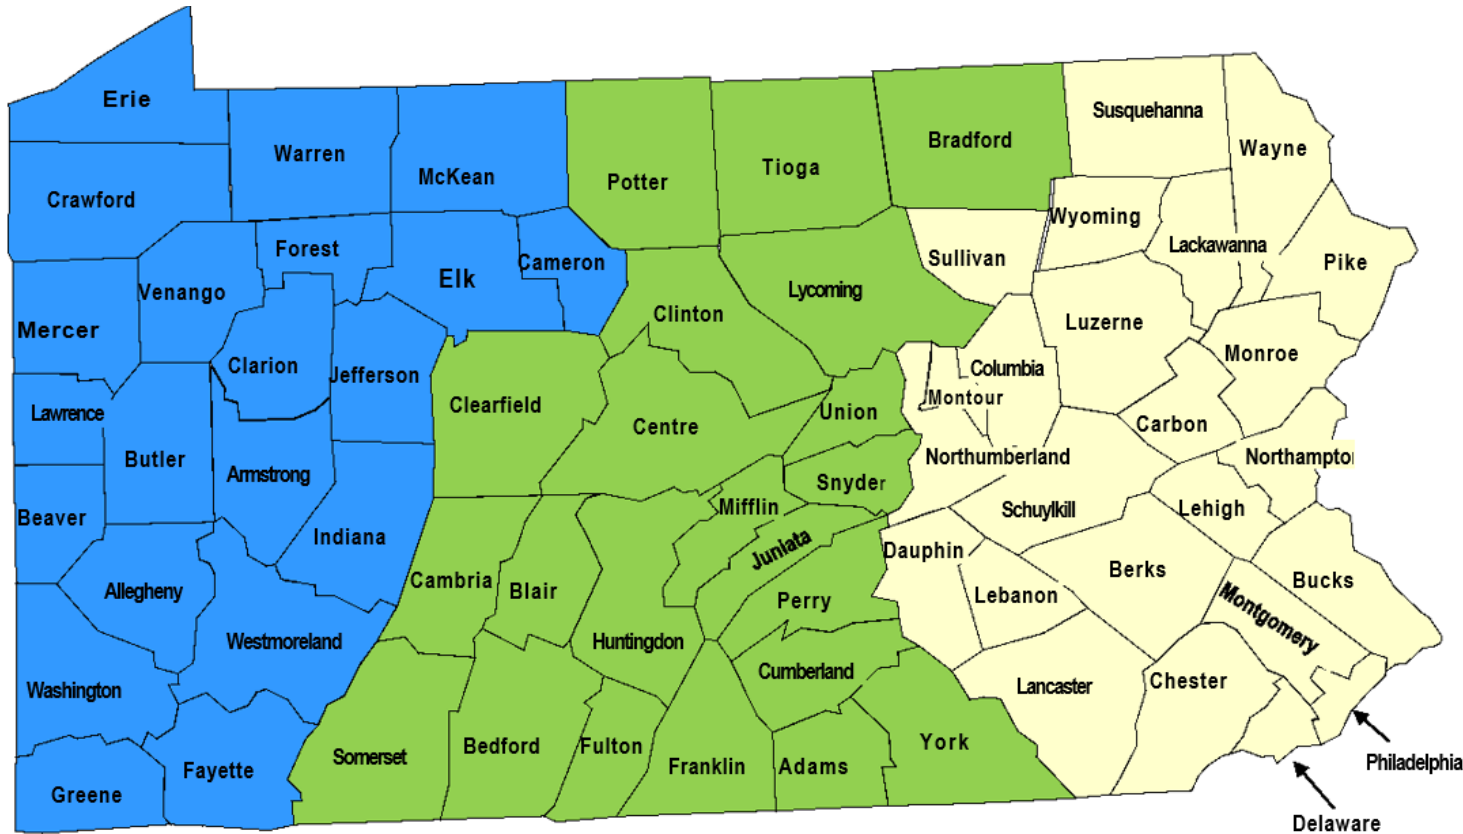 Erie
Susquehanna
Bradford
Wayne
Warren
Tioga
McKean
Potter
Crawford
Wyoming
Lackawanna
Forest
Sullivan
Cameron
Pike
Elk
Venango
Lycoming
Clinton
Luzerne
Mercer
Monroe
Clarion
Columbia
Jefferson
Montour
Clearfield
Lawrence
Union
Carbon
Centre
Butler
Northumberland
Northampton
Armstrong
Snyder
Mifflin
Schuylkill
Lehigh
Beaver
Indiana
Juniata
Dauphin
Berks
Cambria
Bucks
Allegheny
Blair
Lebanon
Perry
Montgomery
Westmoreland
Huntingdon
Cumberland
Chester
Washington
Lancaster
York
Bedford
Fulton
Somerset
Philadelphia
Franklin
Adams
Fayette
Greene
Delaware